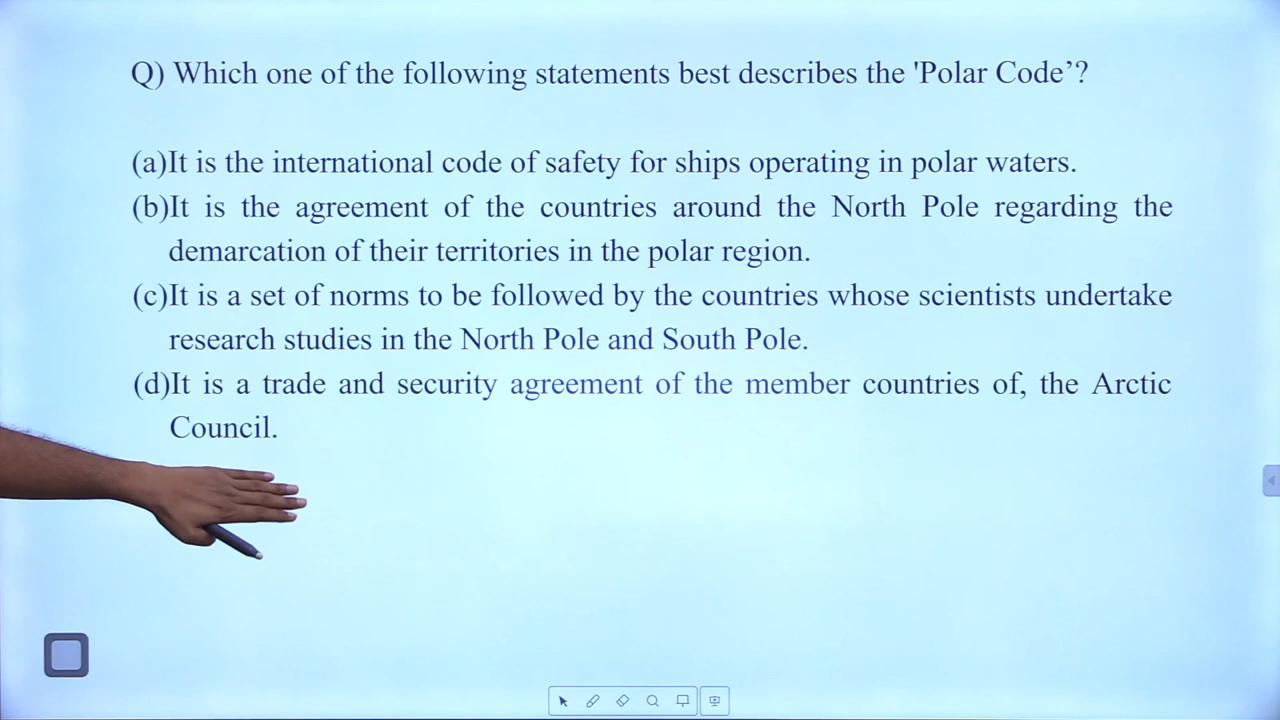 Q) Which one of the following statements best describes the 'Polar Code’?
(a)It is the international code of safety for ships operating in polar waters.
(b)It is the agreement of the countries around the North Pole regarding the
demarcation of their territories in the polar region.
(c)It is a set of norms to be followed by the countries whose scientists undertake
research studies in the North Pole and South Pole.
(d)It is a trade and security agreement of the member countries of, the Arctic
Council.